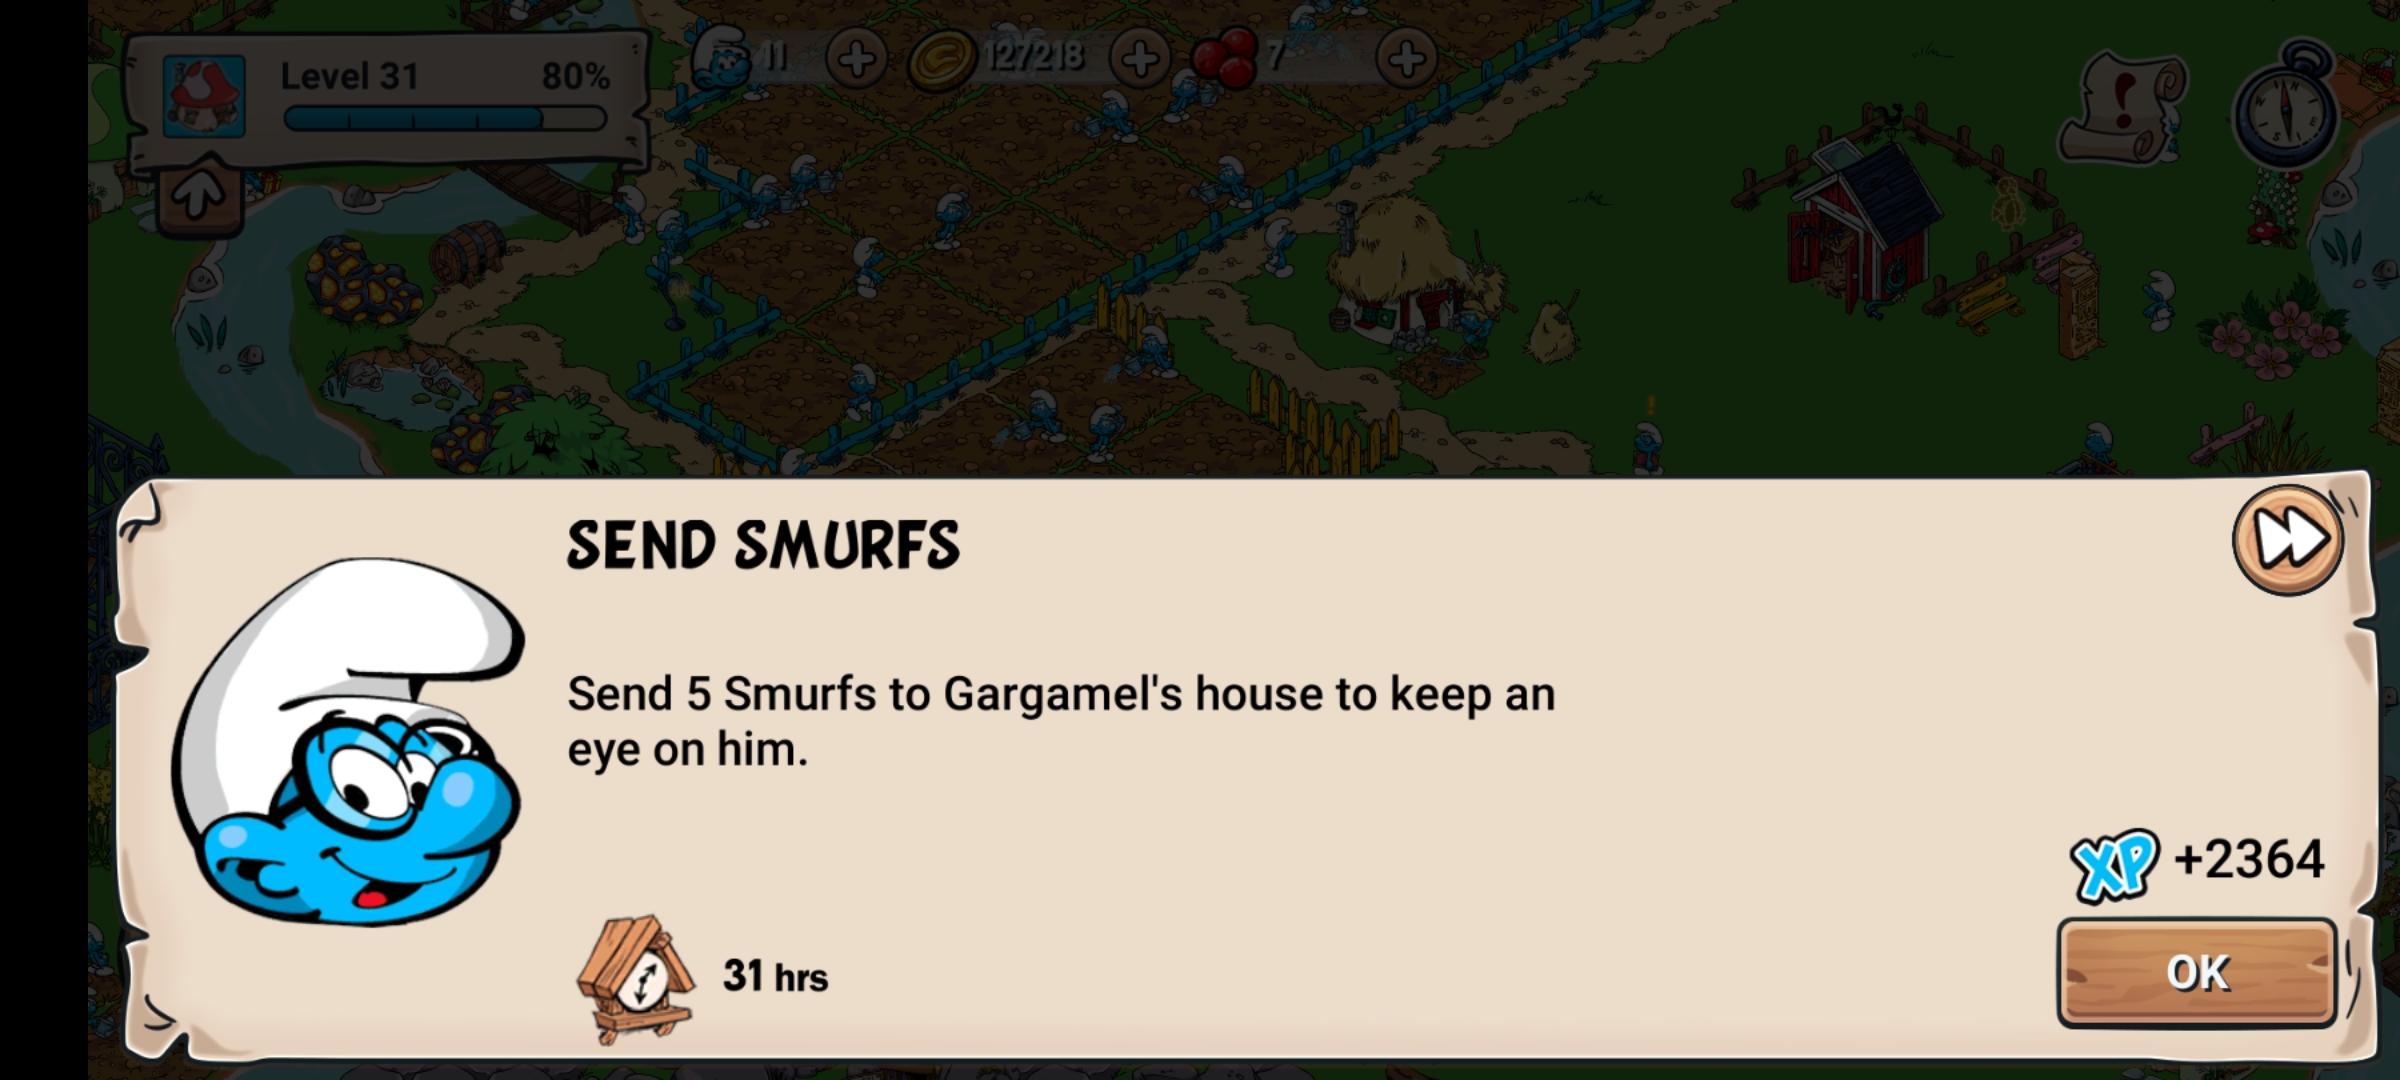 Level 31
80%
11
127218
7
SEND SMURFS
Send 5 Smurfs to Gargamel's house to keep an
eye on him.
XP +2364
31 hrs
OK